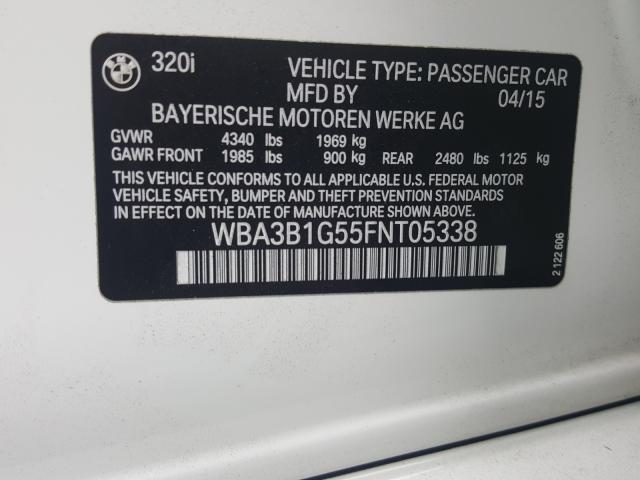 320i VEHICLE TYPE: PASSENGER CAR
MFD BY 04/15
BAYERISCHE MOTOREN WERKE AG
GVWR 4340 lbs 1969 kg
GAWR FRONT 1985 lbs 900 kg REAR 2480 lbs 1125 kg
THIS VEHICLE CONFORMS TO ALL APPLICABLE U.S. FEDERAL MOTOR
VEHICLE SAFETY, BUMPER AND THEFT PREVENTION STANDARDS
IN EFFECT ON THE DATE OF MANUFACTURE SHOWN ABOVE.
WBA3B1G55FNT05338
2 122 606